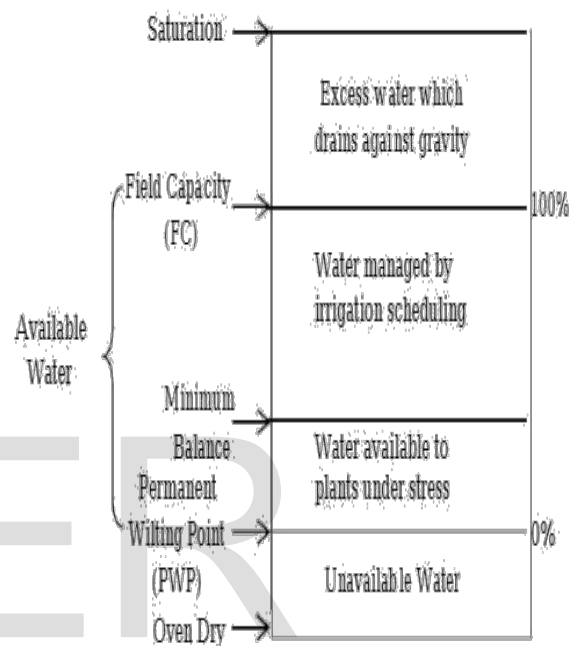 Saturation
Excess water which
drains against gravity
Field Capacity
(FC)
100%
Water managed by
irrigation scheduling
Available
Water
Minimum
Balance
Water available to
plants under stress
Permanent
Wilting Point
(PWP)
0%
Unavailable Water
Oven Dry
ER